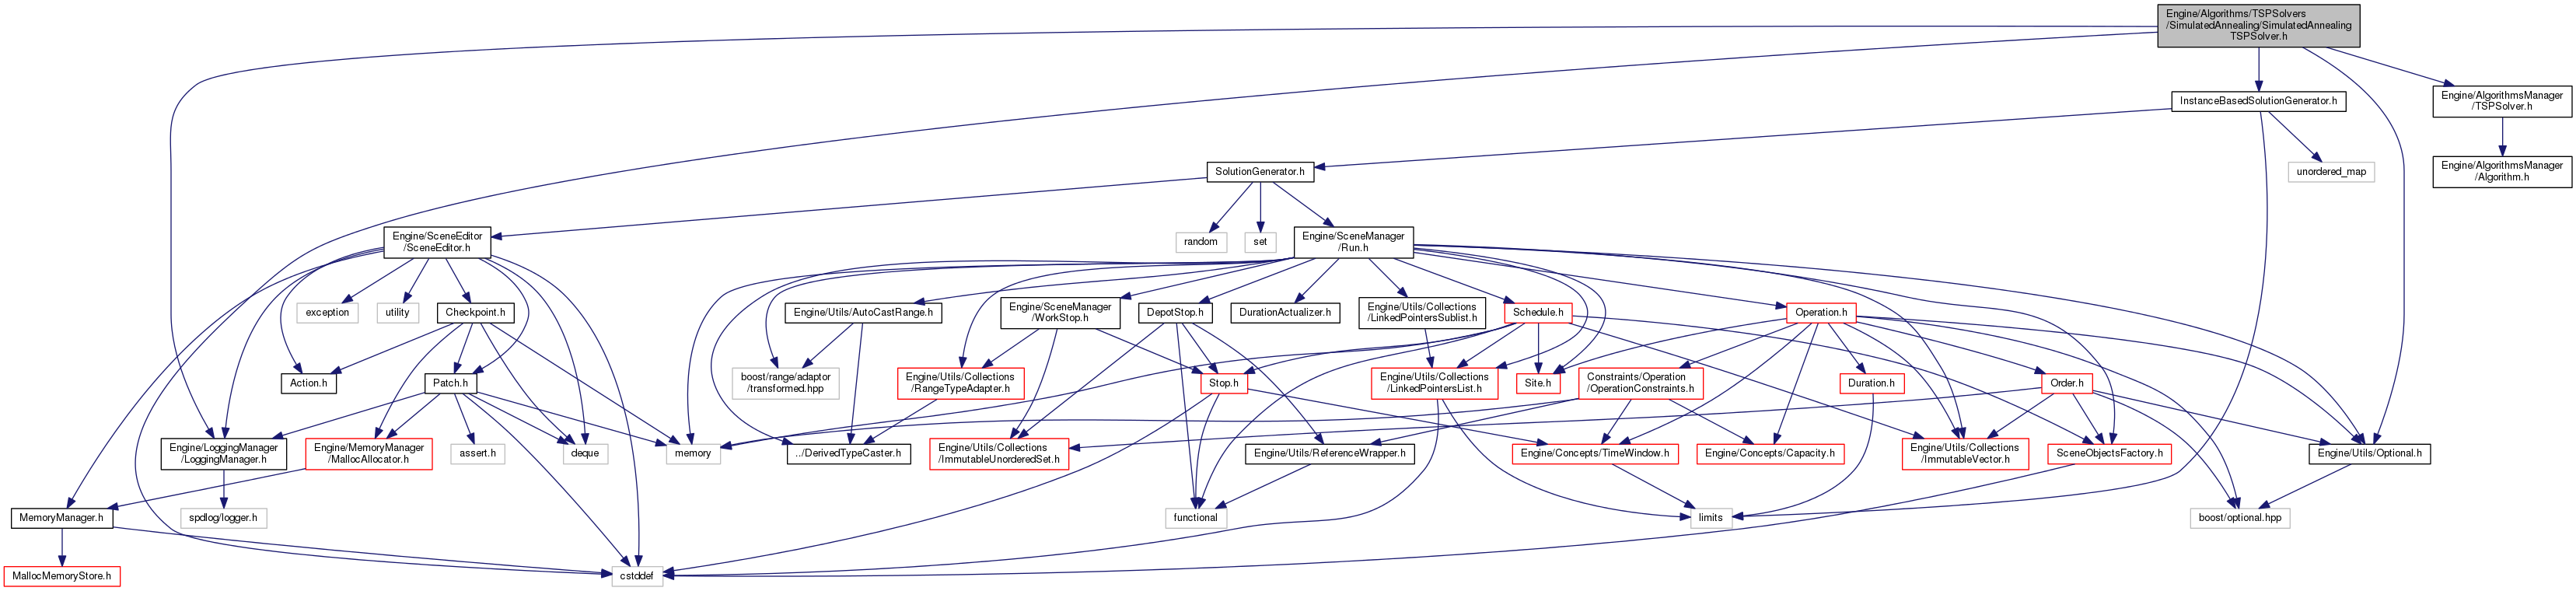 Engine/Algorithms/TSPSolvers
/SimulatedAnnealing/SimulatedAnnealing
TSPSolver.h
InstanceBasedSolutionGenerator.h
Engine/AlgorithmsManager
/TSPSolver.h
SolutionGenerator.h
unordered_map
Engine/AlgorithmsManager
/Algorithm.h
Engine/SceneEditor
/SceneEditor.h
random
set
Engine/SceneManager
/Run.h
exception
utility
Checkpoint.h
Engine/Utils/AutoCastRange.h
Engine/SceneManager
/WorkStop.h
DepotStop.h
DurationActualizer.h
Engine/Utils/Collections
/LinkedPointersSublist.h
Schedule.h
Operation.h
Action.h
Patch.h
boost/range/adaptor
/transformed.hpp
Engine/Utils/Collections
/RangeTypeAdapter.h
Stop.h
Engine/Utils/Collections
/LinkedPointersList.h
Site.h
Constraints/Operation
/OperationConstraints.h
Duration.h
Order.h
Engine/LoggingManager
/LoggingManager.h
Engine/MemoryManager
/MallocAllocator.h
assert.h
deque
memory
../DerivedTypeCaster.h
Engine/Utils/Collections
/ImmutableUnorderedSet.h
Engine/Utils/ReferenceWrapper.h
Engine/Concepts/TimeWindow.h
Engine/Concepts/Capacity.h
Engine/Utils/Collections
/ImmutableVector.h
SceneObjectsFactory.h
Engine/Utils/Optional.h
MemoryManager.h
spdlog/logger.h
functional
limits
boost/optional.hpp
MallocMemoryStore.h
cstddef